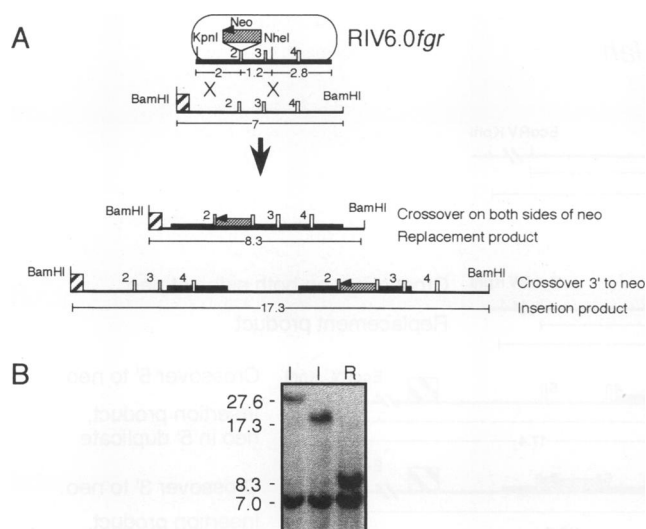 A
Neo
KpnI NheI
RIV6.0fgr
2 3 4
2 1.2 2.8
X X
BamHI BamHI
2 3 4
7
BamHI BamHI
2 3 4
8.3
Crossover on both sides of neo
Replacement product
BamHI BamHI
2 3 4 2 3 4
17.3
Crossover 3' to neo
Insertion product
B
I I R
27.6
17.3
8.3
7.0